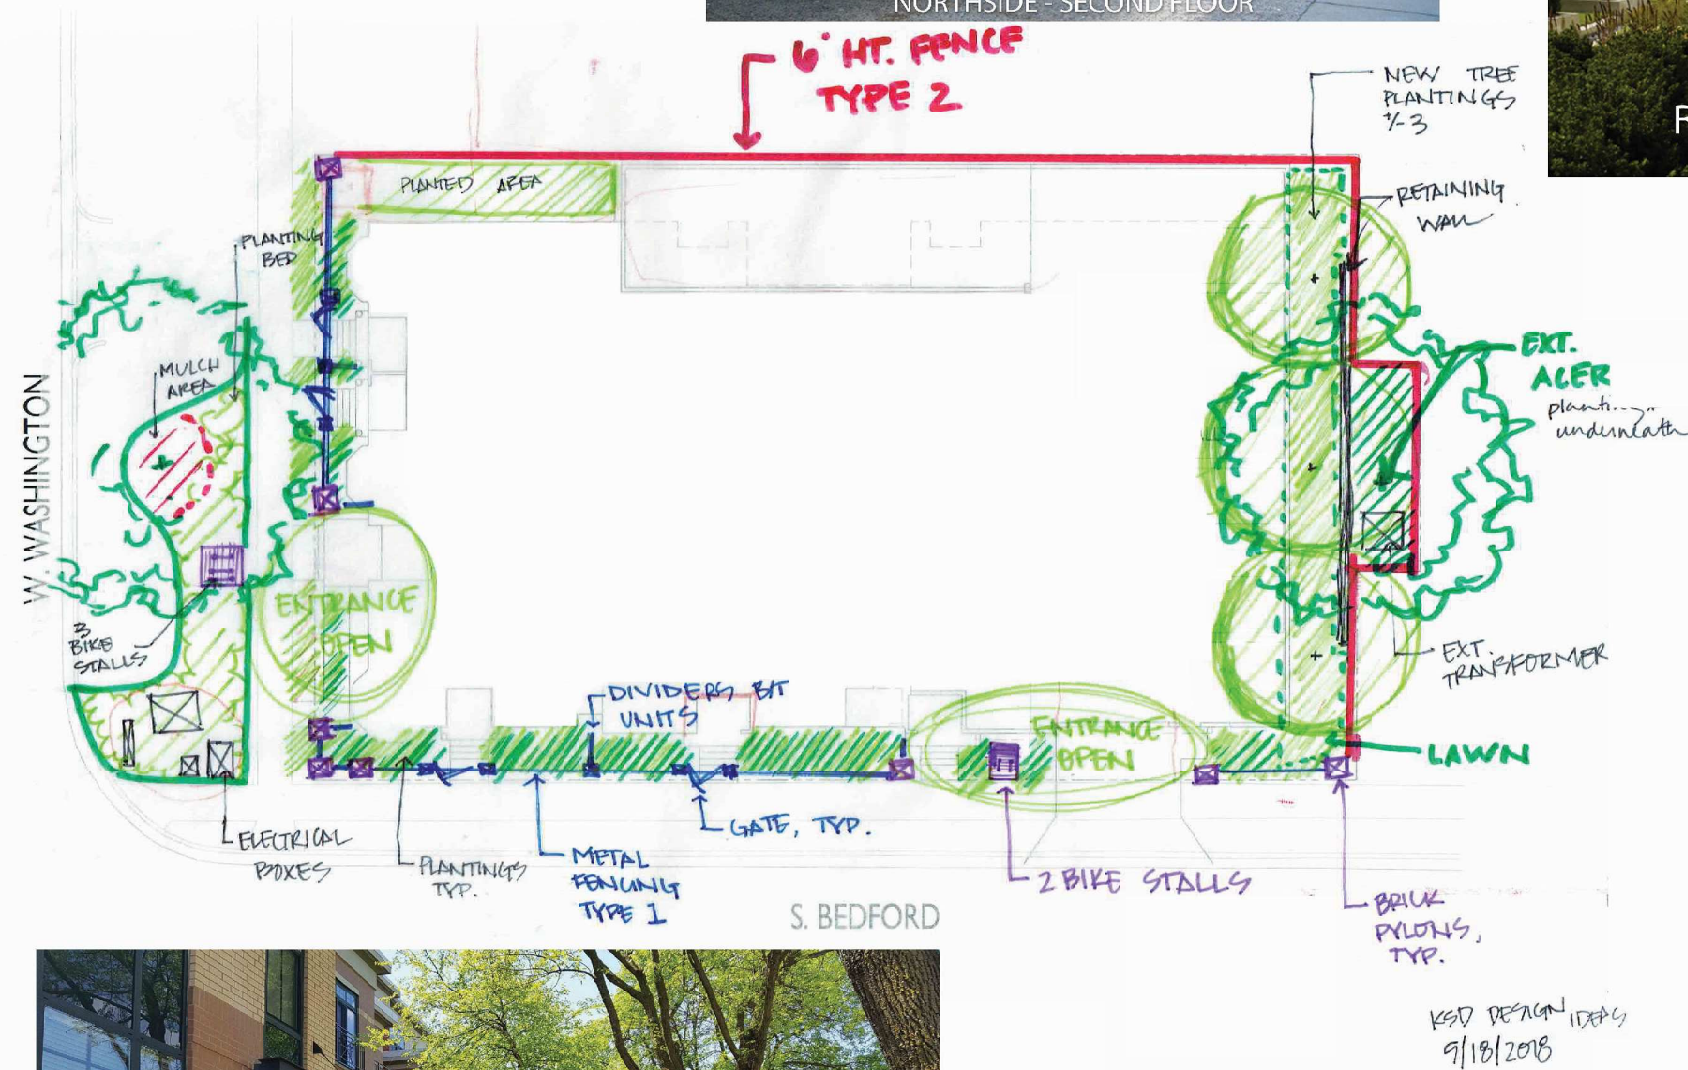 NORTHSIDE - SECOND FLOOR
6' HT. FENCE
TYPE 2
NEW TREE
PLANTINGS
+/-3
R
PLANTED AREA
RETAINING
WALL
PLANTING
BED
MULCH
AREA
EXT.
ACER
planting
underneath
W. WASHINGTON
ENTRANCE
OPEN
3
BIKE
STALLS
EXT.
TRANSFORMER
DIVIDERS BT
UNITS
ENTRANCE
OPEN
LAWN
GATE, TYP.
ELECTRICAL
BOXES
PLANTINGS
TYP.
METAL
FENCING
TYPE 1
2 BIKE STALLS
BRICK
PYLONS,
TYP.
S. BEDFORD
KSD DESIGN IDEAS
9/18/2018